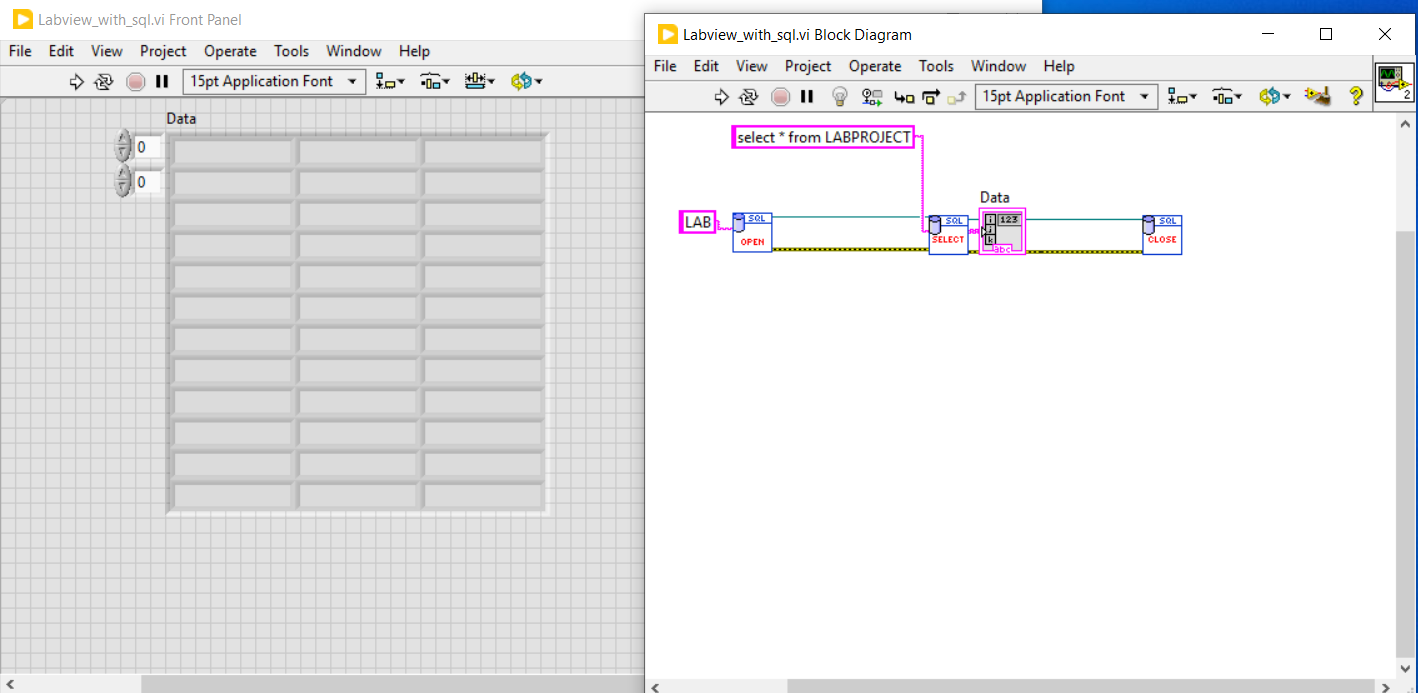 Labview_with_sql.vi Front Panel
File Edit View Project Operate Tools Window Help
15pt Application Font
Data
0
0
Labview_with_sql.vi Block Diagram
File Edit View Project Operate Tools Window Help
15pt Application Font
?
2
select * from LABPROJECT
Data
LAB
SQL
OPEN
SQL
SELECT
i
j
k
123
abc
SQL
CLOSE